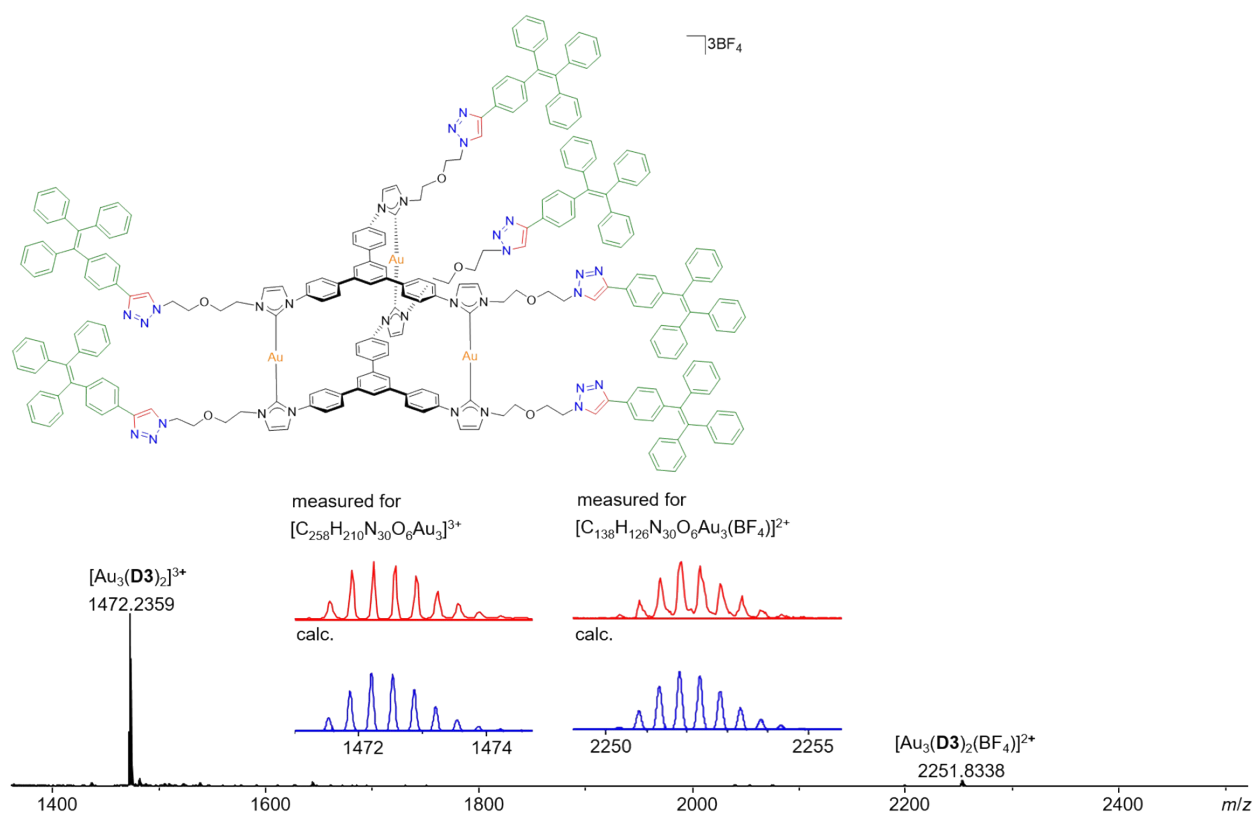 3BF4
N
N
N
O
N
N
Au
N
N
N
O
N
N
N
N
O
N
N
Au
N
N
Au
N
N
O
N
N
N
N
N
N
O
N
N
N
N
O
N
N
N
N
O
N
N
N
measured for
[C258H210N30O6Au3]3+
measured for
[C138H126N30O6Au3(BF4)]2+
[Au3(D3)2]3+
1472.2359
calc.
calc.
1472
1474
2250
2255
[Au3(D3)2(BF4)]2+
2251.8338
1400
1600
1800
2000
2200
2400
m/z